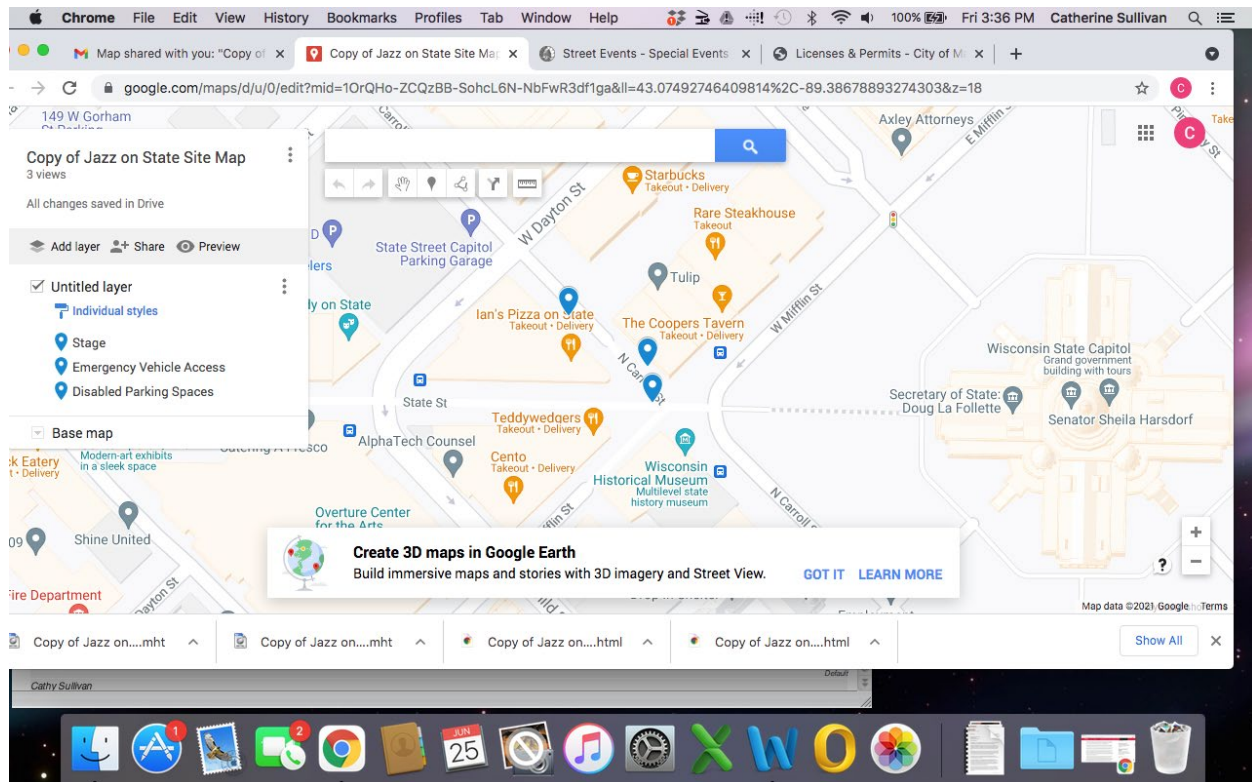 Chrome File Edit View History Bookmarks Profiles Tab Window Help 100% Fri 3:36 PM Catherine Sullivan
Map shared with you: "Copy of
Copy of Jazz on State Site Map
Street Events - Special Events
Licenses & Permits - City of M
google.com/maps/d/u/0/edit?mid=1OrQHo-ZCQzBB-SohcL6N-NbFwR3df1ga&ll=43.07492746409814%2C-89.38678893274303&z=18
149 W Gorham
St Parking
Copy of Jazz on State Site Map
3 views
All changes saved in Drive
Add layer Share Preview
Untitled layer
Individual styles
Stage
Emergency Vehicle Access
Disabled Parking Spaces
Base map
Axley Attorneys
E Mifflin St
Take
C
Starbucks
Takeout • Delivery
W Dayton St
Rare Steakhouse
Takeout
State Street Capitol
Parking Garage
Tulip
Ian's Pizza on State
Takeout • Delivery
The Coopers Tavern
Takeout • Delivery
W Mifflin St
y on State
State St
Teddywedgers
Takeout • Delivery
AlphaTech Counsel
Cento
Takeout • Delivery
Wisconsin
Historical Museum
Multilevel state
history museum
Wisconsin State Capitol
Grand government
building with tours
Secretary of State:
Doug La Follette
Senator Sheila Harsdorf
Modern-art exhibits
in a sleek space
Overture Center
for the Arts
Shine United
Create 3D maps in Google Earth
Build immersive maps and stories with 3D imagery and Street View.
GOT IT LEARN MORE
Map data ©2021 Google Terms
Copy of Jazz on....mht
Copy of Jazz on....mht
Copy of Jazz on....html
Copy of Jazz on....html
Show All
Cathy Sullivan
Default
1
2
JUN
25